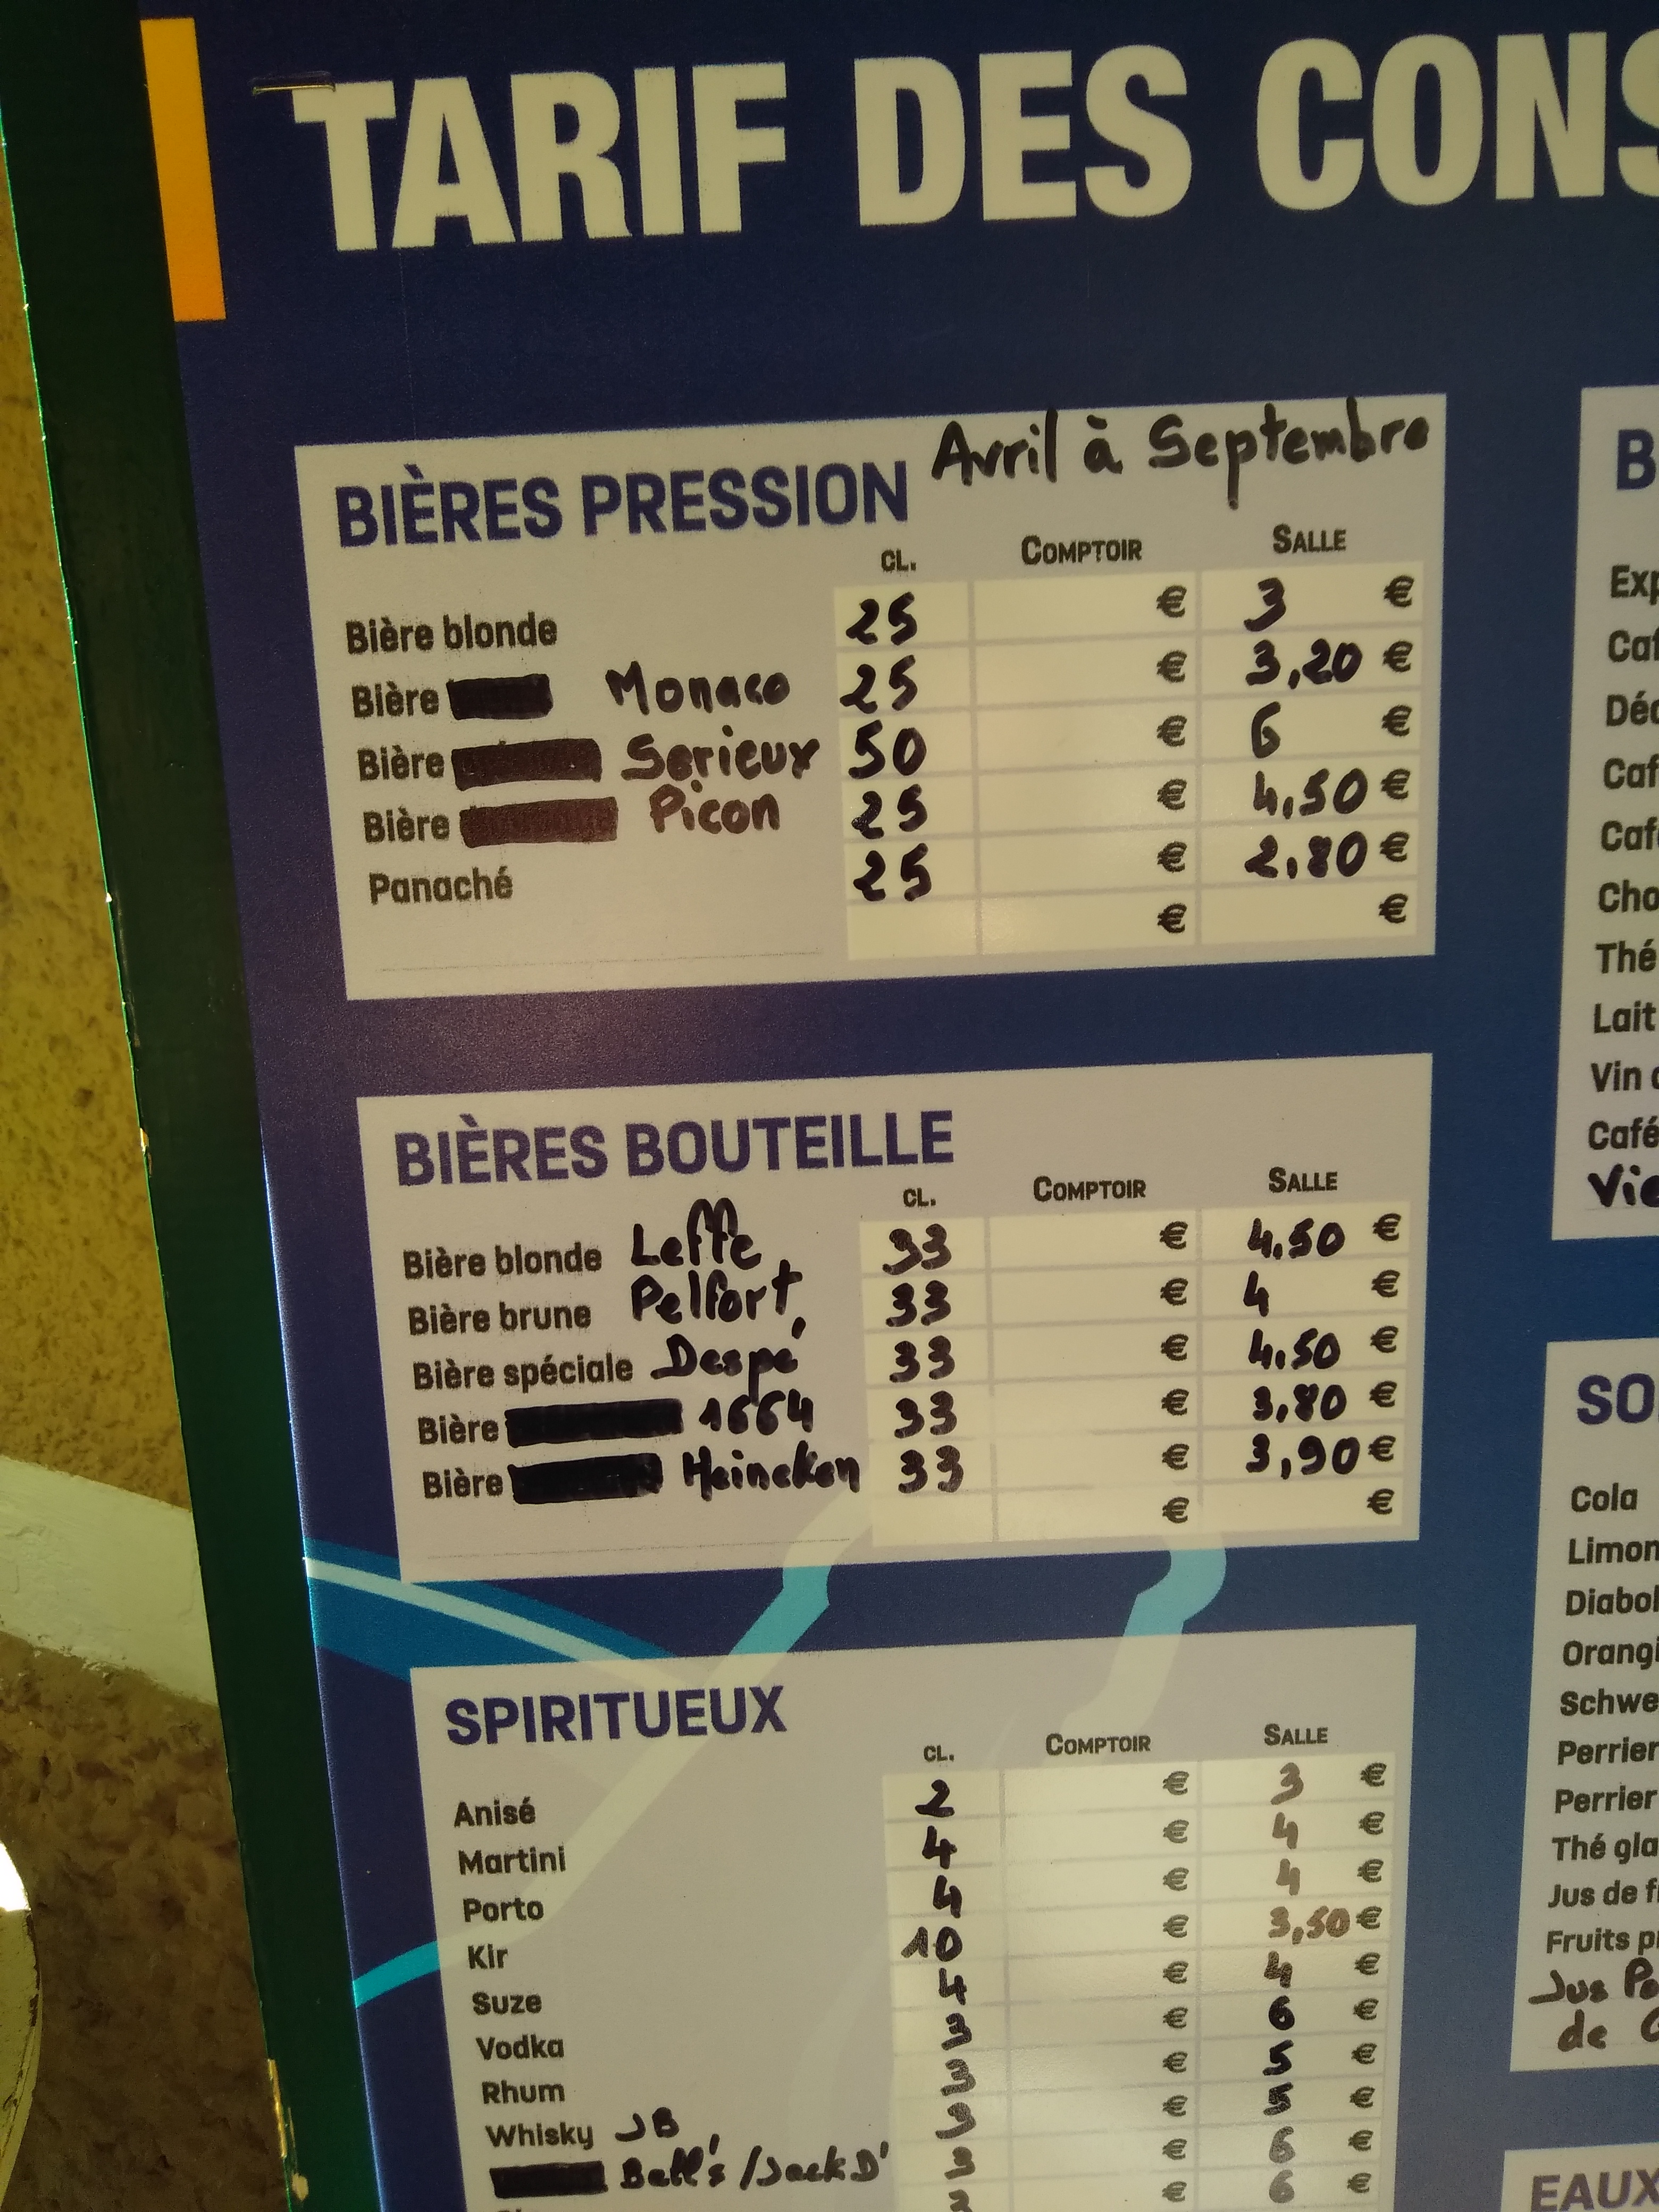 TARIF DES CONS
BIÈRES PRESSION Avril à Septembre
CL. COMPTOIR SALLE
Bière blonde 25 € 3 €
Bière Monaco 25 € 3,20 €
Bière Serieux 50 € 6 €
Bière Picon 25 € 4,50 €
Panaché 25 € 2,80 €
€ €
BIÈRES BOUTEILLE
CL. COMPTOIR SALLE
Bière blonde Leffe 33 € 4,50 €
Bière brune Pelfort 33 € 4 €
Bière spéciale Despé 33 € 4,50 €
Bière 1664 33 € 3,80 €
Bière Heineken 33 € 3,90 €
€ €
SPIRITUEUX
CL. COMPTOIR SALLE
Anisé 2 € 3 €
Martini 4 € 4 €
Porto 4 € 4 €
Kir 10 € 3,50 €
Suze 4 € 4 €
Vodka 3 € 6 €
Rhum 3 € 5 €
Whisky JB 3 € 5 €
Bell's / Jack D' 3 € 6 €
3 € 6 €
B
Exp
Caf
Déc
Caf
Café
Cho
Thé
Lait
Vin c
Café
Vie
SO
Cola
Limon
Diabol
Orangi
Schwe
Perrier
Perrier
Thé gla
Jus de f
Fruits p
Jus Po
de
EAUX